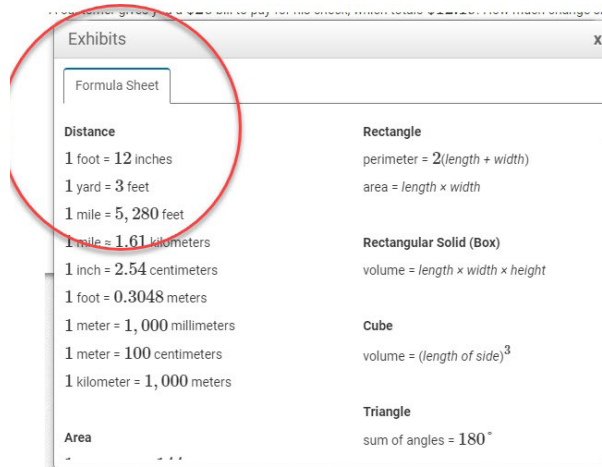 Exhibits
x
Formula Sheet
Distance
1 foot = 12 inches
1 yard = 3 feet
1 mile = 5, 280 feet
1 mile ≈ 1.61 kilometers
1 inch = 2.54 centimeters
1 foot = 0.3048 meters
1 meter = 1, 000 millimeters
1 meter = 100 centimeters
1 kilometer = 1, 000 meters
Area
Rectangle
perimeter = 2(length + width)
area = length × width
Rectangular Solid (Box)
volume = length × width × height
Cube
volume = (length of side)³
Triangle
sum of angles = 180°